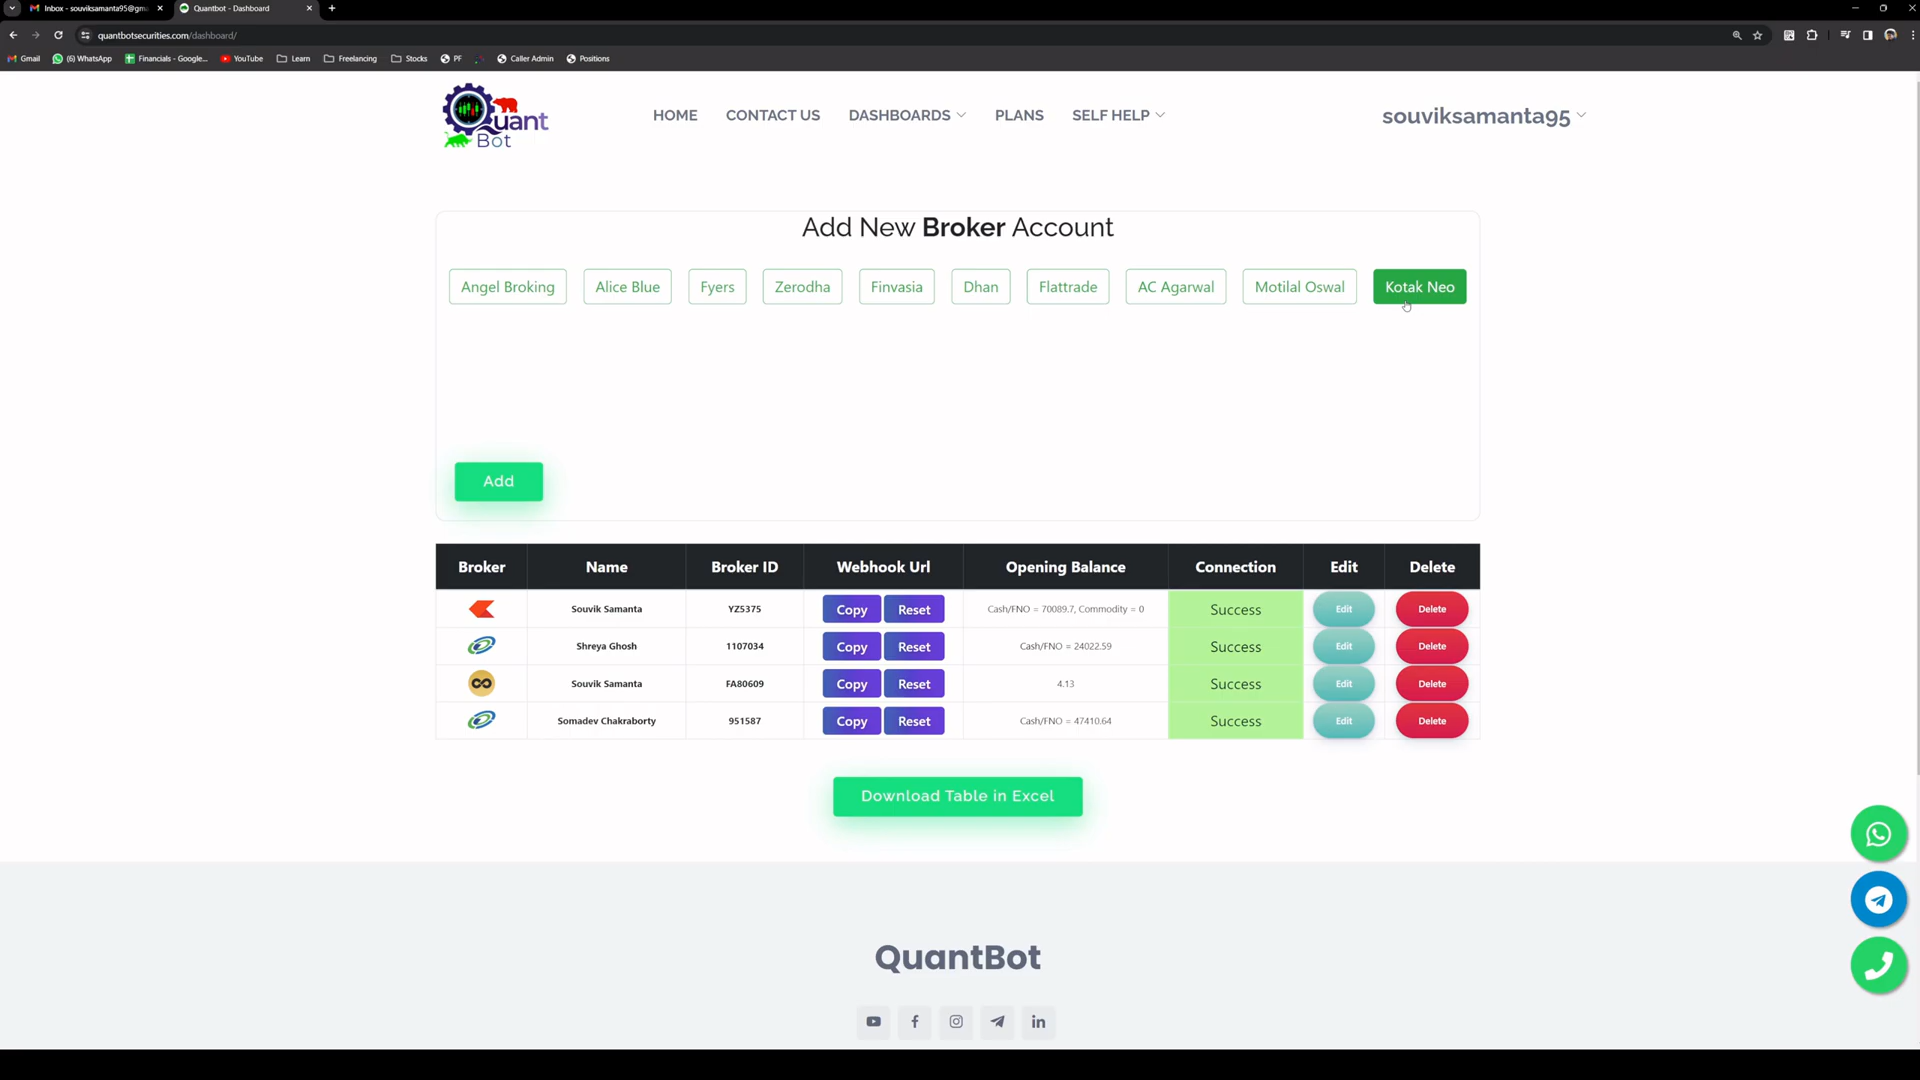 Inbox - souviksamanta95@gma
Quantbot - Dashboard
quantbotsecurities.com/dashboard/
Gmail
(6) WhatsApp
Financials - Google...
YouTube
Learn
Freelancing
Stocks
PF
Caller Admin
Positions
Quant
Bot
HOME
CONTACT US
DASHBOARDS
PLANS
SELF HELP
souviksamanta95
Add New Broker Account
Angel Broking
Alice Blue
Fyers
Zerodha
Finvasia
Dhan
Flattrade
AC Agarwal
Motilal Oswal
Kotak Neo
Add
Broker Name Broker ID Webhook Url Opening Balance Connection Edit Delete
Souvik Samanta YZ5375 Copy Reset Cash/FNO = 70089.7, Commodity = 0 Success Edit Delete
Shreya Ghosh 1107034 Copy Reset Cash/FNO = 24022.59 Success Edit Delete
Souvik Samanta FA80609 Copy Reset 4.13 Success Edit Delete
Somadev Chakraborty 951587 Copy Reset Cash/FNO = 47410.64 Success Edit Delete
Download Table in Excel
QuantBot